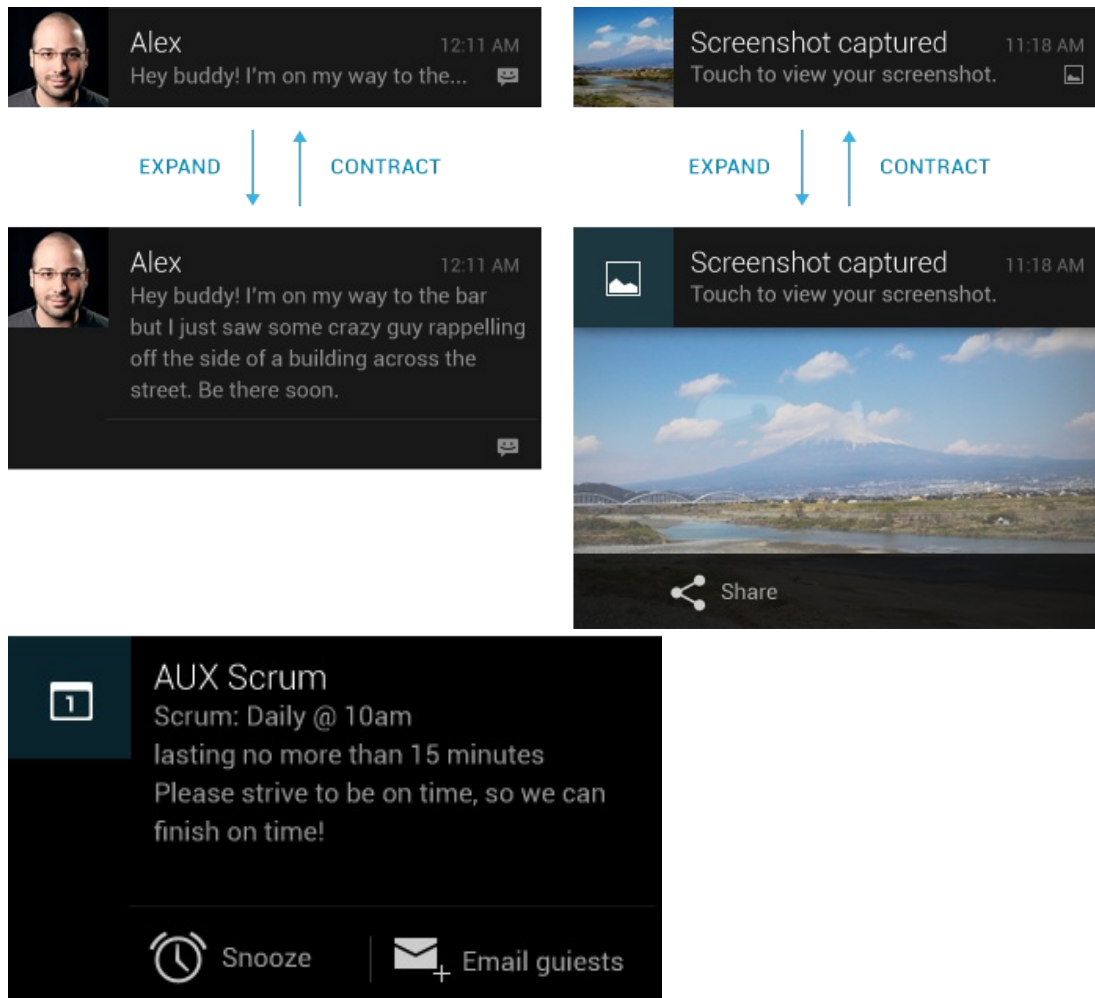 Alex 12:11 AM
Hey buddy! I'm on my way to the...
EXPAND CONTRACT
Alex 12:11 AM
Hey buddy! I'm on my way to the bar
but I just saw some crazy guy rappelling
off the side of a building across the
street. Be there soon.
Screenshot captured 11:18 AM
Touch to view your screenshot.
EXPAND CONTRACT
Screenshot captured 11:18 AM
Touch to view your screenshot.
Share
1
AUX Scrum
Scrum: Daily @ 10am
lasting no more than 15 minutes
Please strive to be on time, so we can
finish on time!
Snooze Email guiests